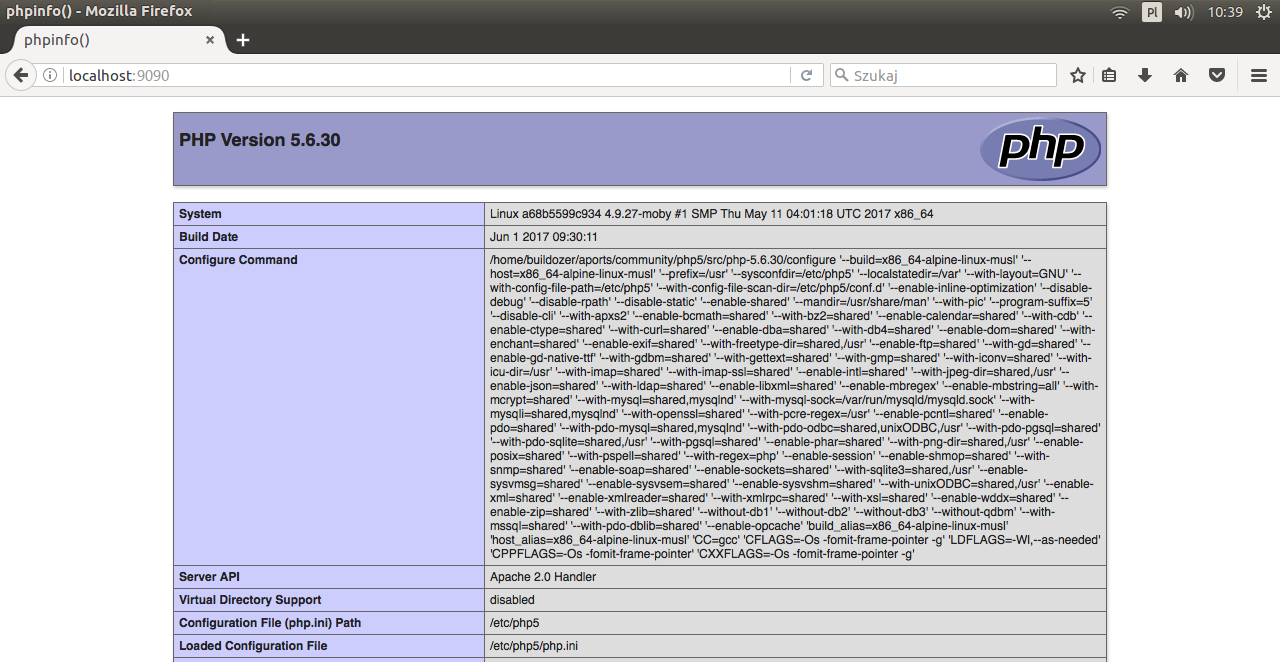 phpinfo() - Mozilla Firefox
Pl
10:39
phpinfo()
localhost:9090
Szukaj
PHP Version 5.6.30
php
System
Linux a68b5599c934 4.9.27-moby #1 SMP Thu May 11 04:01:18 UTC 2017 x86_64
Build Date
Jun 1 2017 09:30:11
Configure Command
/home/buildozer/aports/community/php5/src/php-5.6.30/configure '--build=x86_64-alpine-linux-musl' '--
host=x86_64-alpine-linux-musl' '--prefix=/usr' '--sysconfdir=/etc/php5' '--localstatedir=/var' '--with-layout=GNU' '--
with-config-file-path=/etc/php5' '--with-config-file-scan-dir=/etc/php5/conf.d' '--enable-inline-optimization' '--disable-
debug' '--disable-rpath' '--disable-static' '--enable-shared' '--mandir=/usr/share/man' '--with-pic' '--program-suffix=5'
'--disable-cli' '--with-apxs2' '--enable-bcmath=shared' '--with-bz2=shared' '--enable-calendar=shared' '--with-cdb' '--
enable-ctype=shared' '--with-curl=shared' '--enable-dba=shared' '--with-db4=shared' '--enable-dom=shared' '--with-
enchant=shared' '--enable-exif=shared' '--with-freetype-dir=shared,/usr' '--enable-ftp=shared' '--with-gd=shared' '--
enable-gd-native-ttf' '--with-gdbm=shared' '--with-gettext=shared' '--with-gmp=shared' '--with-iconv=shared' '--with-
icu-dir=/usr' '--with-imap=shared' '--with-imap-ssl=shared' '--enable-intl=shared' '--with-jpeg-dir=shared,/usr' '--
enable-json=shared' '--with-ldap=shared' '--enable-libxml=shared' '--enable-mbregex' '--enable-mbstring=all' '--with-
mcrypt=shared' '--with-mysql=shared,mysqlnd' '--with-mysql-sock=/var/run/mysqld/mysqld.sock' '--with-
mysqli=shared,mysqlnd' '--with-openssl=shared' '--with-pcre-regex=/usr' '--enable-pcntl=shared' '--enable-
pdo=shared' '--with-pdo-mysql=shared,mysqlnd' '--with-pdo-odbc=shared,unixODBC,/usr' '--with-pdo-pgsql=shared'
'--with-pdo-sqlite=shared,/usr' '--with-pgsql=shared' '--enable-phar=shared' '--with-png-dir=shared,/usr' '--enable-
posix=shared' '--with-pspell=shared' '--with-regex=php' '--enable-session' '--enable-shmop=shared' '--with-
snmp=shared' '--enable-soap=shared' '--enable-sockets=shared' '--with-sqlite3=shared,/usr' '--enable-
sysvmsg=shared' '--enable-sysvsem=shared' '--enable-sysvshm=shared' '--with-unixODBC=shared,/usr' '--enable-
xml=shared' '--enable-xmlreader=shared' '--with-xmlrpc=shared' '--with-xsl=shared' '--enable-wddx=shared' '--
enable-zip=shared' '--with-zlib=shared' '--without-db1' '--without-db2' '--without-db3' '--without-qdbm' '--with-
mssql=shared' '--with-pdo-dblib=shared' '--enable-opcache' 'build_alias=x86_64-alpine-linux-musl'
'host_alias=x86_64-alpine-linux-musl' 'CC=gcc' 'CFLAGS=-Os -fomit-frame-pointer -g' 'LDFLAGS=-Wl,--as-needed'
'CPPFLAGS=-Os -fomit-frame-pointer' 'CXXFLAGS=-Os -fomit-frame-pointer -g'
Server API
Apache 2.0 Handler
Virtual Directory Support
disabled
Configuration File (php.ini) Path
/etc/php5
Loaded Configuration File
/etc/php5/php.ini